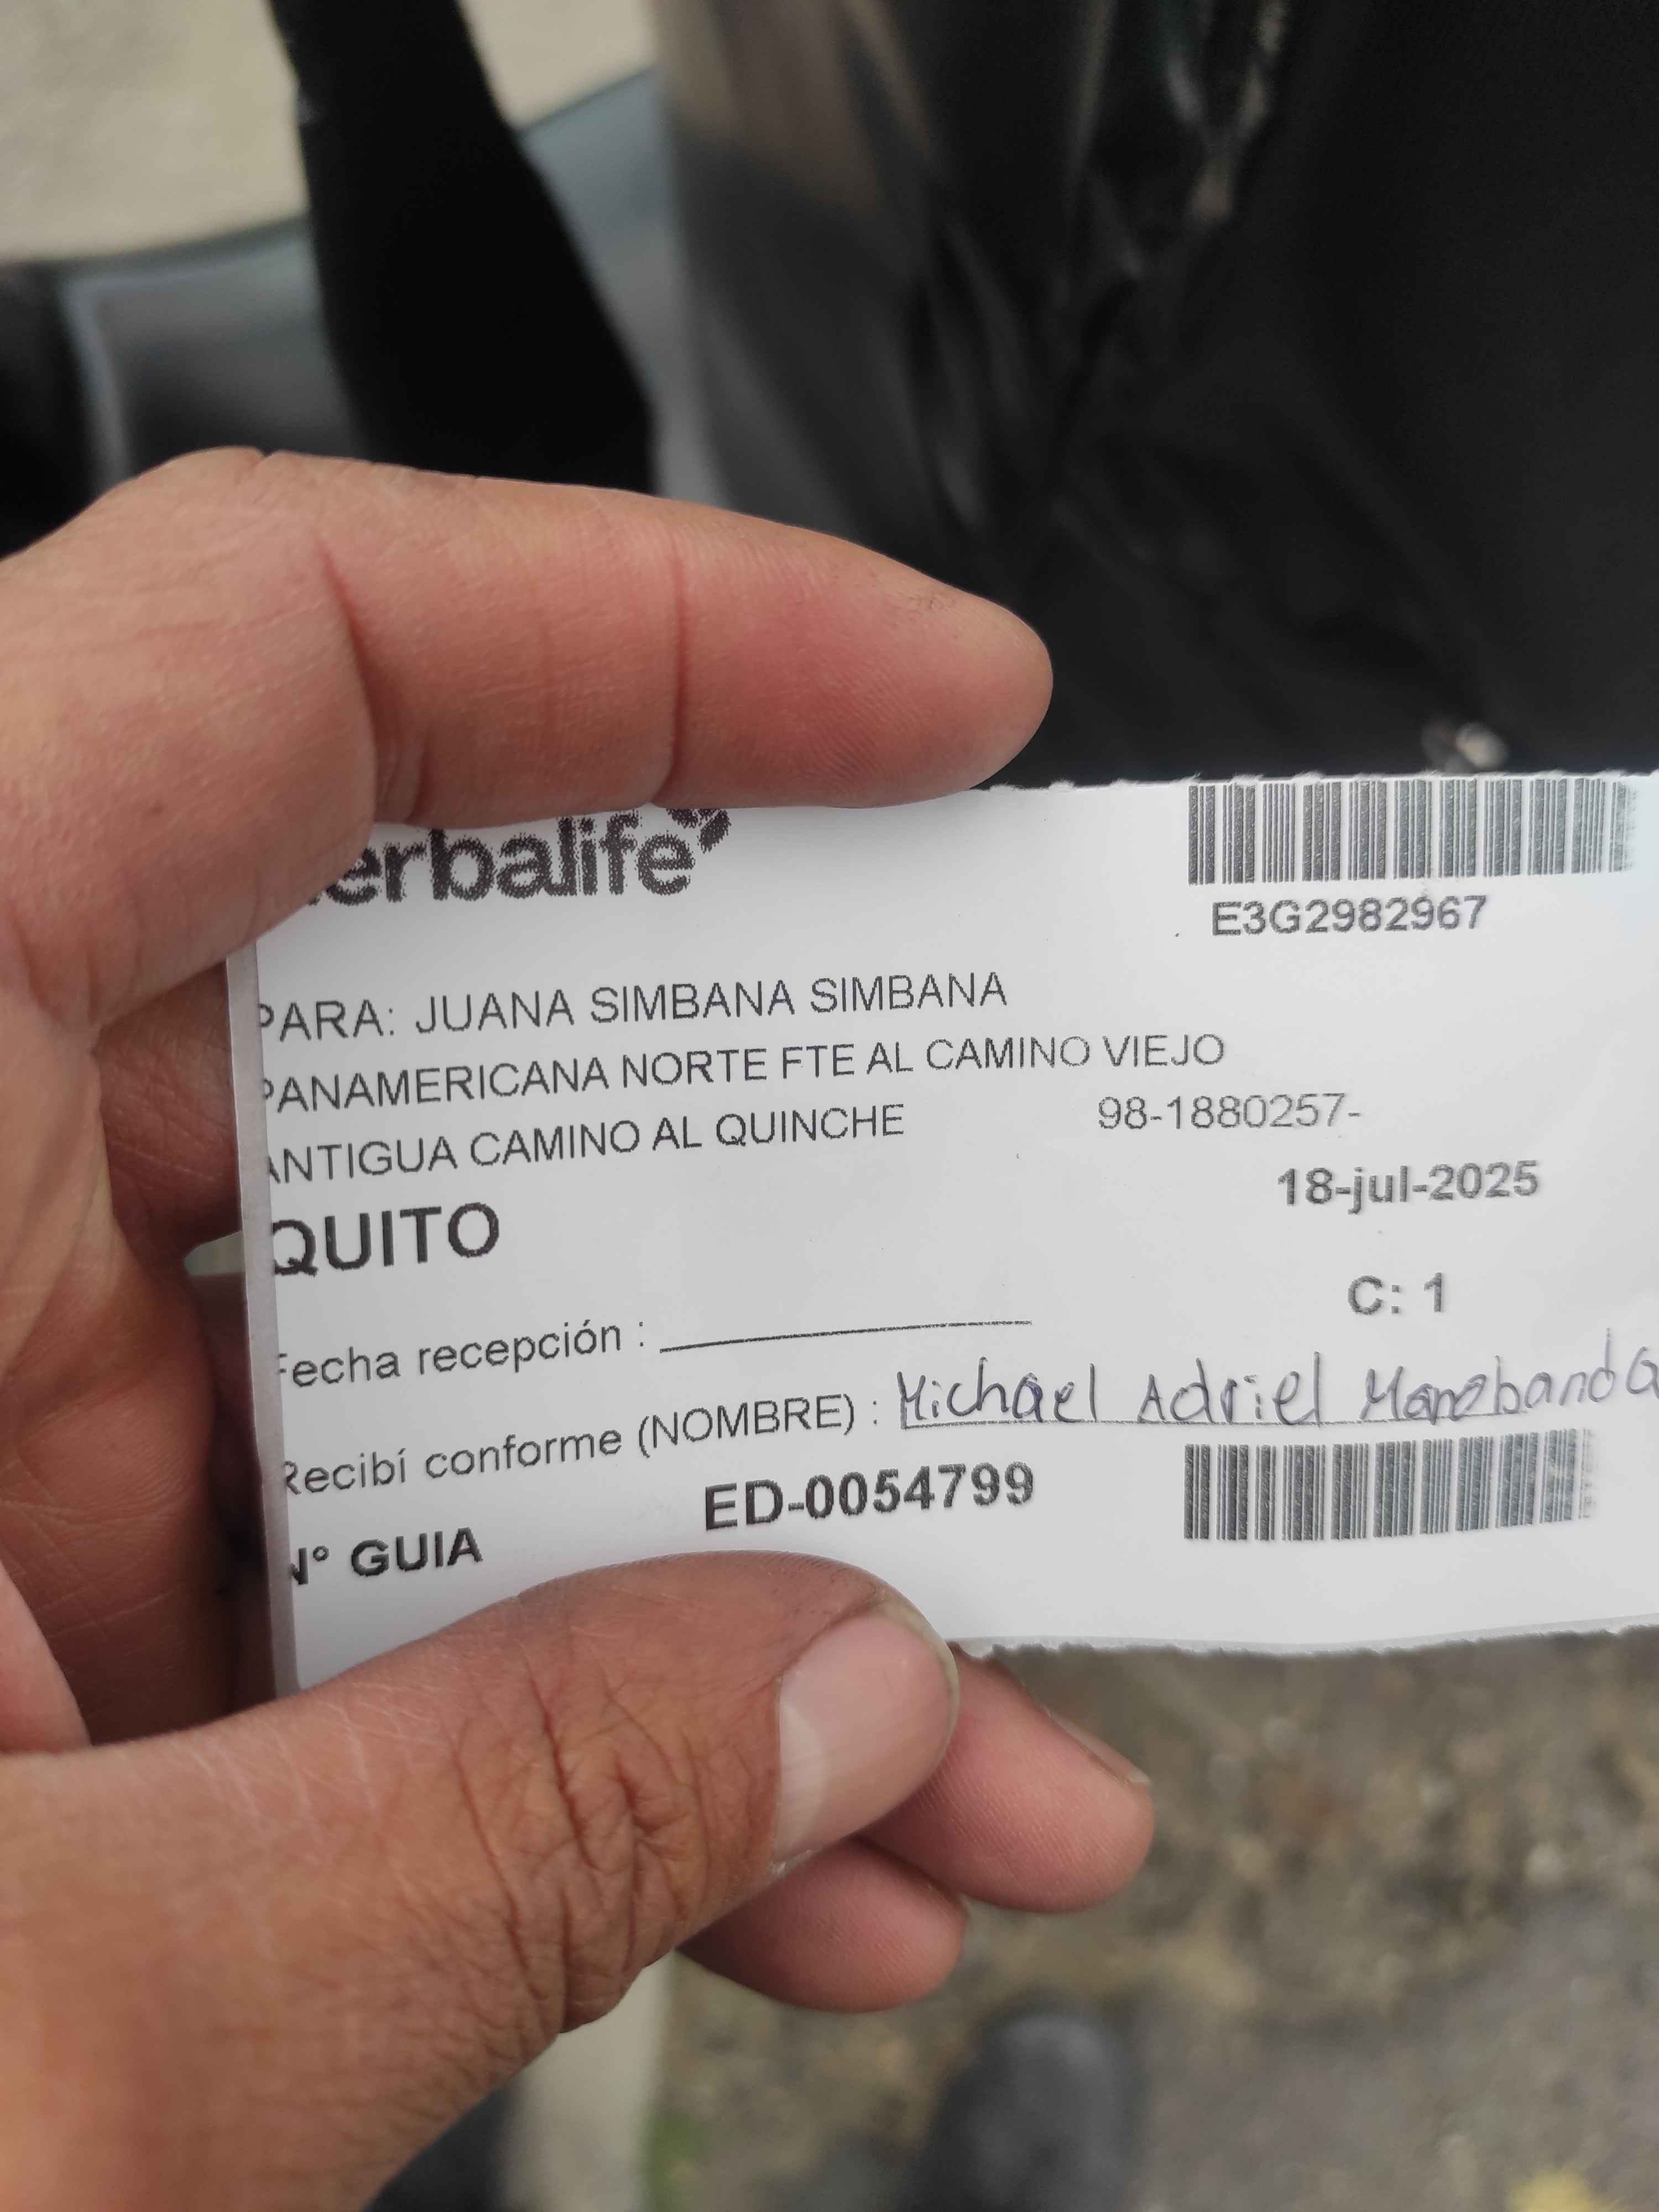 erbalife
E3G2982967
PARA: JUANA SIMBANA SIMBANA
PANAMERICANA NORTE FTE AL CAMINO VIEJO
ANTIGUA CAMINO AL QUINCHE 98-1880257-
18-jul-2025
QUITO
C: 1
Fecha recepción :
Recibí conforme (NOMBRE) : Michael Adriel Manobanda
N° GUIA ED-0054799